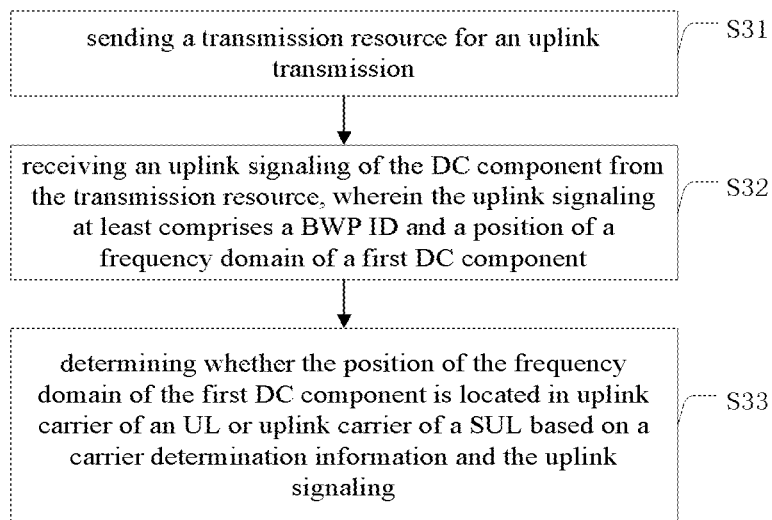 sending a transmission resource for an uplink
transmission
S31
receiving an uplink signaling of the DC component from
the transmission resource, wherein the uplink signaling
at least comprises a BWP ID and a position of a
frequency domain of a first DC component
S32
determining whether the position of the frequency
domain of the first DC component is located in uplink
carrier of an UL or uplink carrier of a SUL based on a
carrier determination information and the uplink
signaling
S33